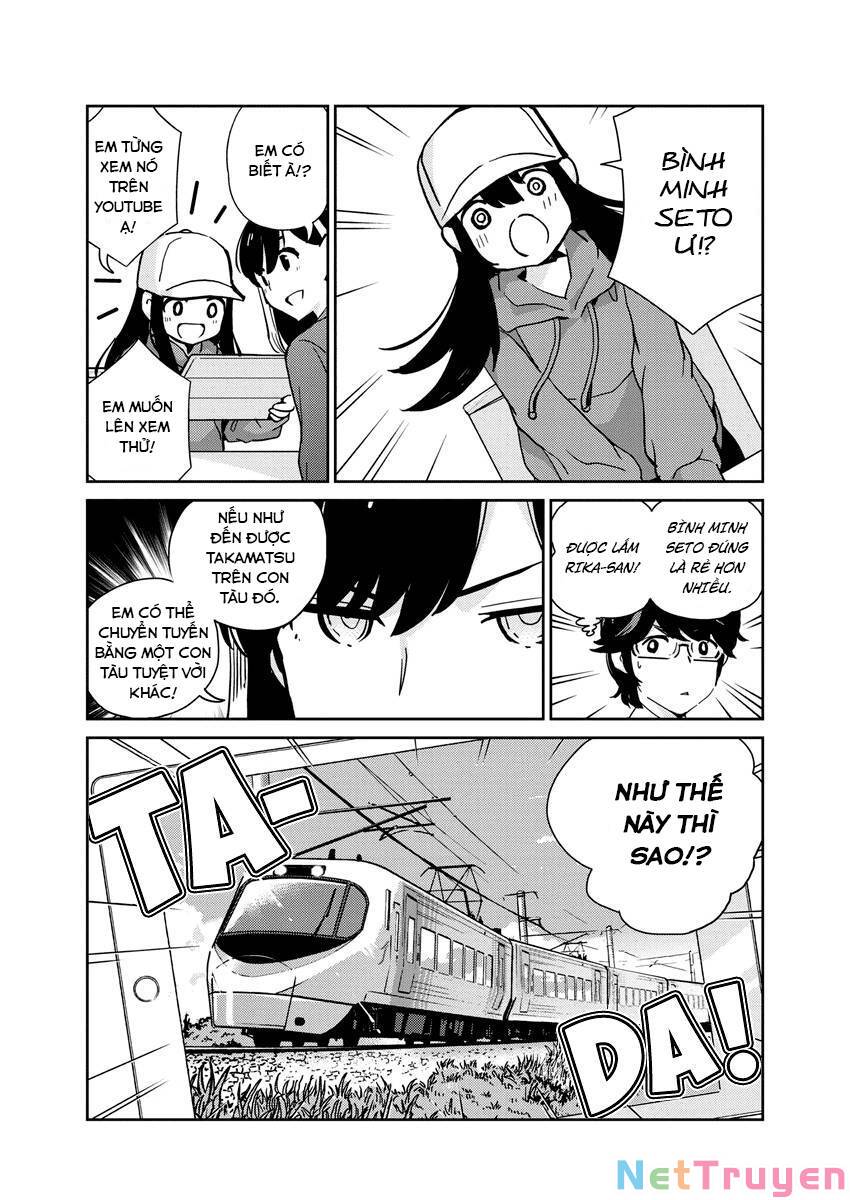 BÌNH
MINH
SETO
Ư!?
EM CÓ
BIẾT À!?
EM TỪNG
XEM NÓ
TRÊN
YOUTUBE
Ạ!
EM MUỐN
LÊN XEM
THỬ!
BÌNH MINH
SETO ĐÚNG
LÀ RẺ HƠN
NHIỀU.
ĐƯỢC LẮM
RIKA-SAN!
NẾU NHƯ
ĐẾN ĐƯỢC
TAKAMATSU
TRÊN CON
TÀU ĐÓ.
EM CÓ THỂ
CHUYỂN TUYẾN
BẰNG MỘT CON
TÀU TUYỆT VỜI
KHÁC!
NHƯ THẾ
NÀY THÌ
SAO!?
TA-
DA!
NetTruyen